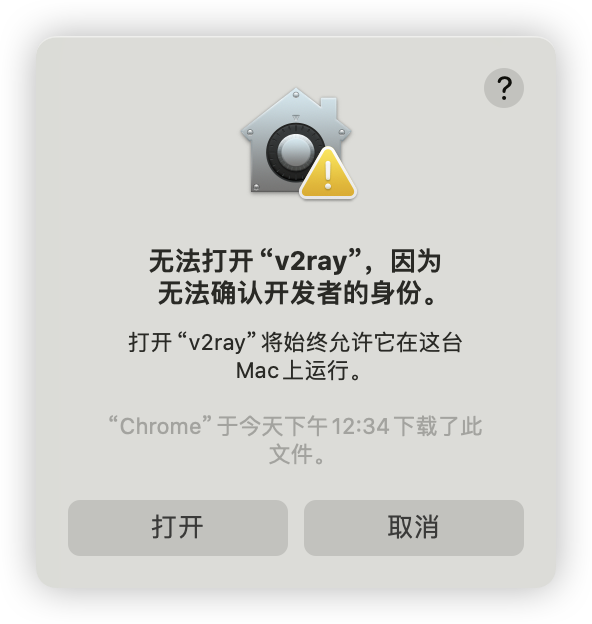 ?
无法打开“v2ray”，因为
无法确认开发者的身份。
打开“v2ray”将始终允许它在这台
Mac上运行。
“Chrome”于今天下午12:34下载了此
文件。
打开
取消